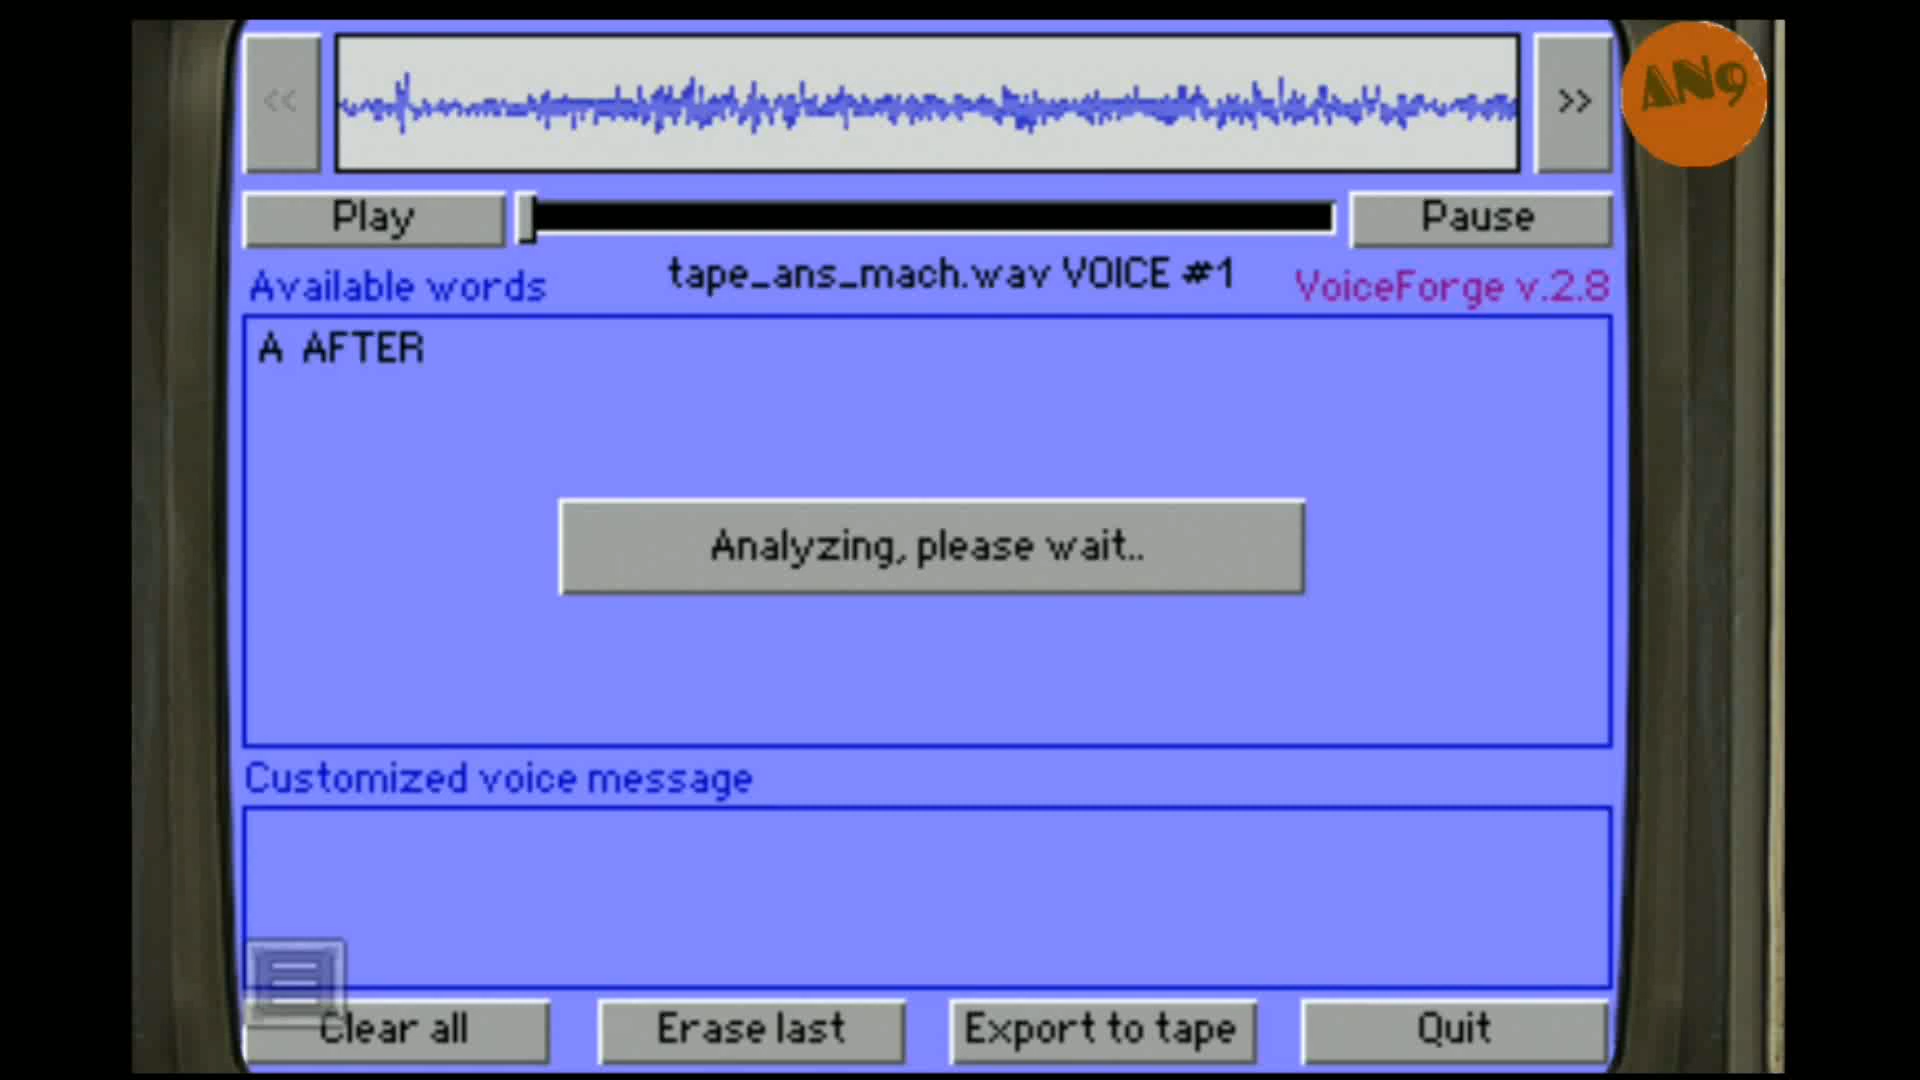 <<
>>
AN9
Play
Pause
Available words
tape_ans_mach.wav VOICE #1
VoiceForge v.2.8
A AFTER
Analyzing, please wait..
Customized voice message
Clear all
Erase last
Export to tape
Quit